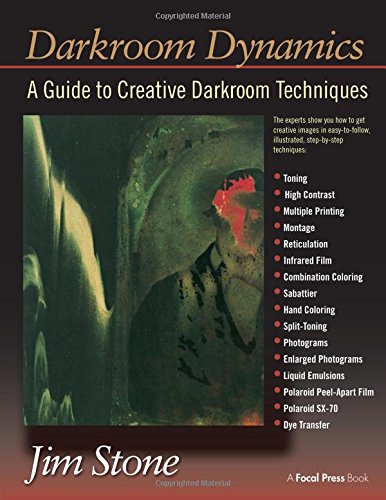 Copyrighted Material
Darkroom Dynamics
A Guide to Creative Darkroom Techniques
The experts show you how to get
creative images in easy-to-follow,
illustrated, step-by-step
techniques:
• Toning
• High Contrast
• Multiple Printing
• Montage
• Reticulation
• Infrared Film
• Combination Coloring
• Sabattier
• Hand Coloring
• Split-Toning
• Photograms
• Enlarged Photograms
• Liquid Emulsions
• Polaroid Peel-Apart Film
• Polaroid SX-70
• Dye Transfer
Jim Stone
A Focal Press Book
Copyrighted Material